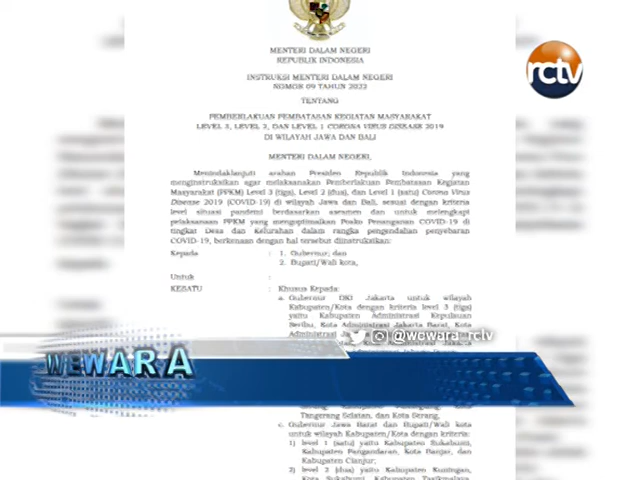 MENTERI DALAM NEGERI
REPUBLIK INDONESIA
INSTRUKSI MENTERI DALAM NEGERI
NOMOR 09 TAHUN 2022
TENTANG
PEMBERLAKUAN PEMBATASAN KEGIATAN MASYARAKAT
LEVEL 3, LEVEL 2, DAN LEVEL 1 CORONA VIRUS DISEASE 2019
DI WILAYAH JAWA DAN BALI
MENTERI DALAM NEGERI,
Menindaklanjuti arahan Presiden Republik Indonesia yang
menginstruksikan agar melaksanakan Pemberlakuan Pembatasan Kegiatan
Masyarakat (PPKM) Level 3 (tiga), Level 2 (dua), dan Level 1 (satu) Corona Virus
Disease 2019 (COVID-19) di wilayah Jawa dan Bali, sesuai dengan kriteria
level situasi pandemi berdasarkan asesmen dan untuk melengkapi
pelaksanaan PPKM yang mengoptimalkan Posko Penanganan COVID-19 di
tingkat Desa dan Kelurahan dalam rangka pengendalian penyebaran
COVID-19, berkenaan dengan hal tersebut diinstruksikan:
Kepada : 1. Gubernur; dan
2. Bupati/Wali kota,
Untuk :
KESATU : Khusus Kepada:
a. Gubernur DKI Jakarta untuk wilayah
Kabupaten/Kota dengan kriteria level 3 (tiga)
yaitu Kabupaten Administrasi Kepulauan
Seribu, Kota Administrasi Jakarta Barat, Kota
Administrasi
Tangerang Selatan, dan Kota Serang,
c. Gubernur Jawa Barat dan Bupati/Wali kota
untuk wilayah Kabupaten/Kota dengan kriteria:
1) level 1 (satu) yaitu Kabupaten Sukabumi,
Kabupaten Pangandaran, Kota Banjar, dan
Kabupaten Cianjur;
2) level 2 (dua) yaitu Kabupaten Kuningan,
rctv
@wewara_rctv
WEWARA